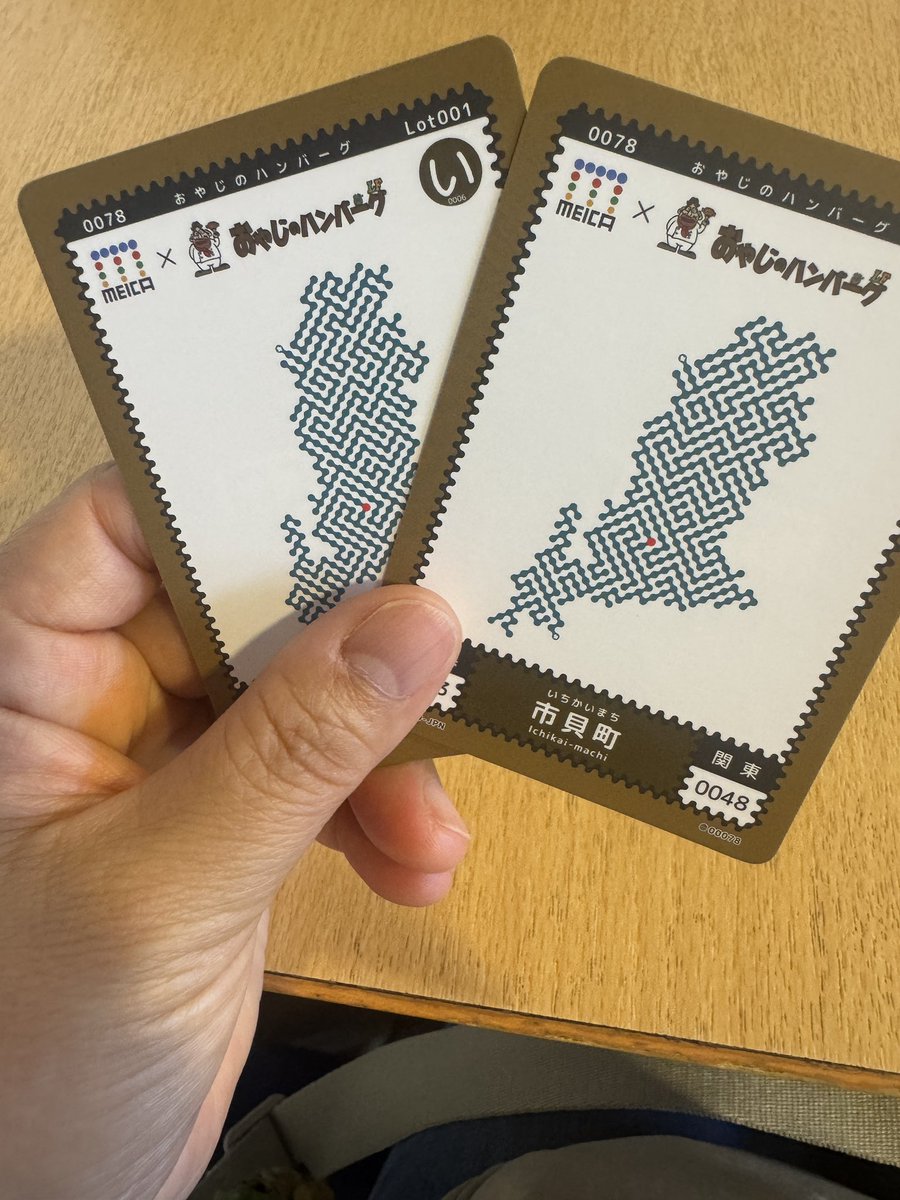 0078
おやじのハンバーグ
Lot001
い
0006
MEICA
×
おやじのハンバーグ
3
-JPN
0078
おやじのハンバーグ
MEICA
×
おやじのハンバーグ
いちかいまち
市貝町
Ichikai-machi
関東
0048
00078